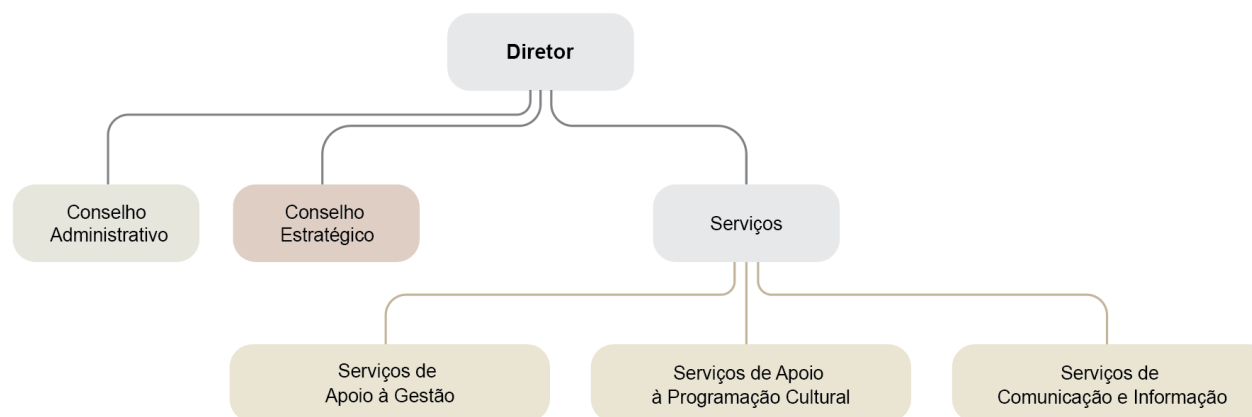 Diretor
Conselho
Administrativo
Conselho
Estratégico
Serviços
Serviços de
Apoio à Gestão
Serviços de Apoio
à Programação Cultural
Serviços de
Comunicação e Informação